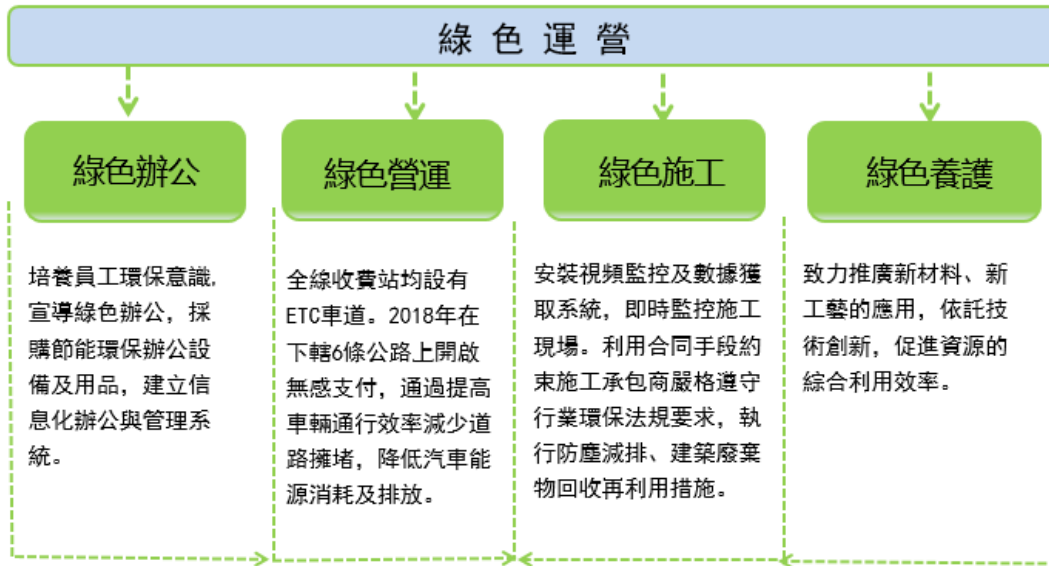 綠色運營
綠色辦公
培養員工環保意識,
宣導綠色辦公，採
購節能環保辦公設
備及用品，建立信
息化辦公與管理系
統。
綠色營運
全線收費站均設有
ETC車道。2018年在
下轄6條公路上開啟
無感支付，通過提高
車輛通行效率減少道
路擁堵，降低汽車能
源消耗及排放。
綠色施工
安裝視頻監控及數據獲
取系統，即時監控施工
現場。利用合同手段約
束施工承包商嚴格遵守
行業環保法規要求，執
行防塵減排、建築廢棄
物回收再利用措施。
綠色養護
致力推廣新材料、新
工藝的應用，依託技
術創新，促進資源的
綜合利用效率。